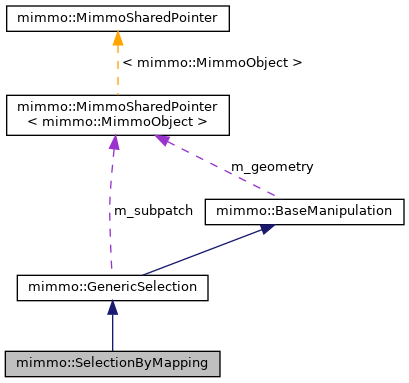 mimmo::MimmoSharedPointer
< mimmo::MimmoObject >
mimmo::MimmoSharedPointer
< mimmo::MimmoObject >
m_geometry
m_subpatch
mimmo::BaseManipulation
mimmo::GenericSelection
mimmo::SelectionByMapping